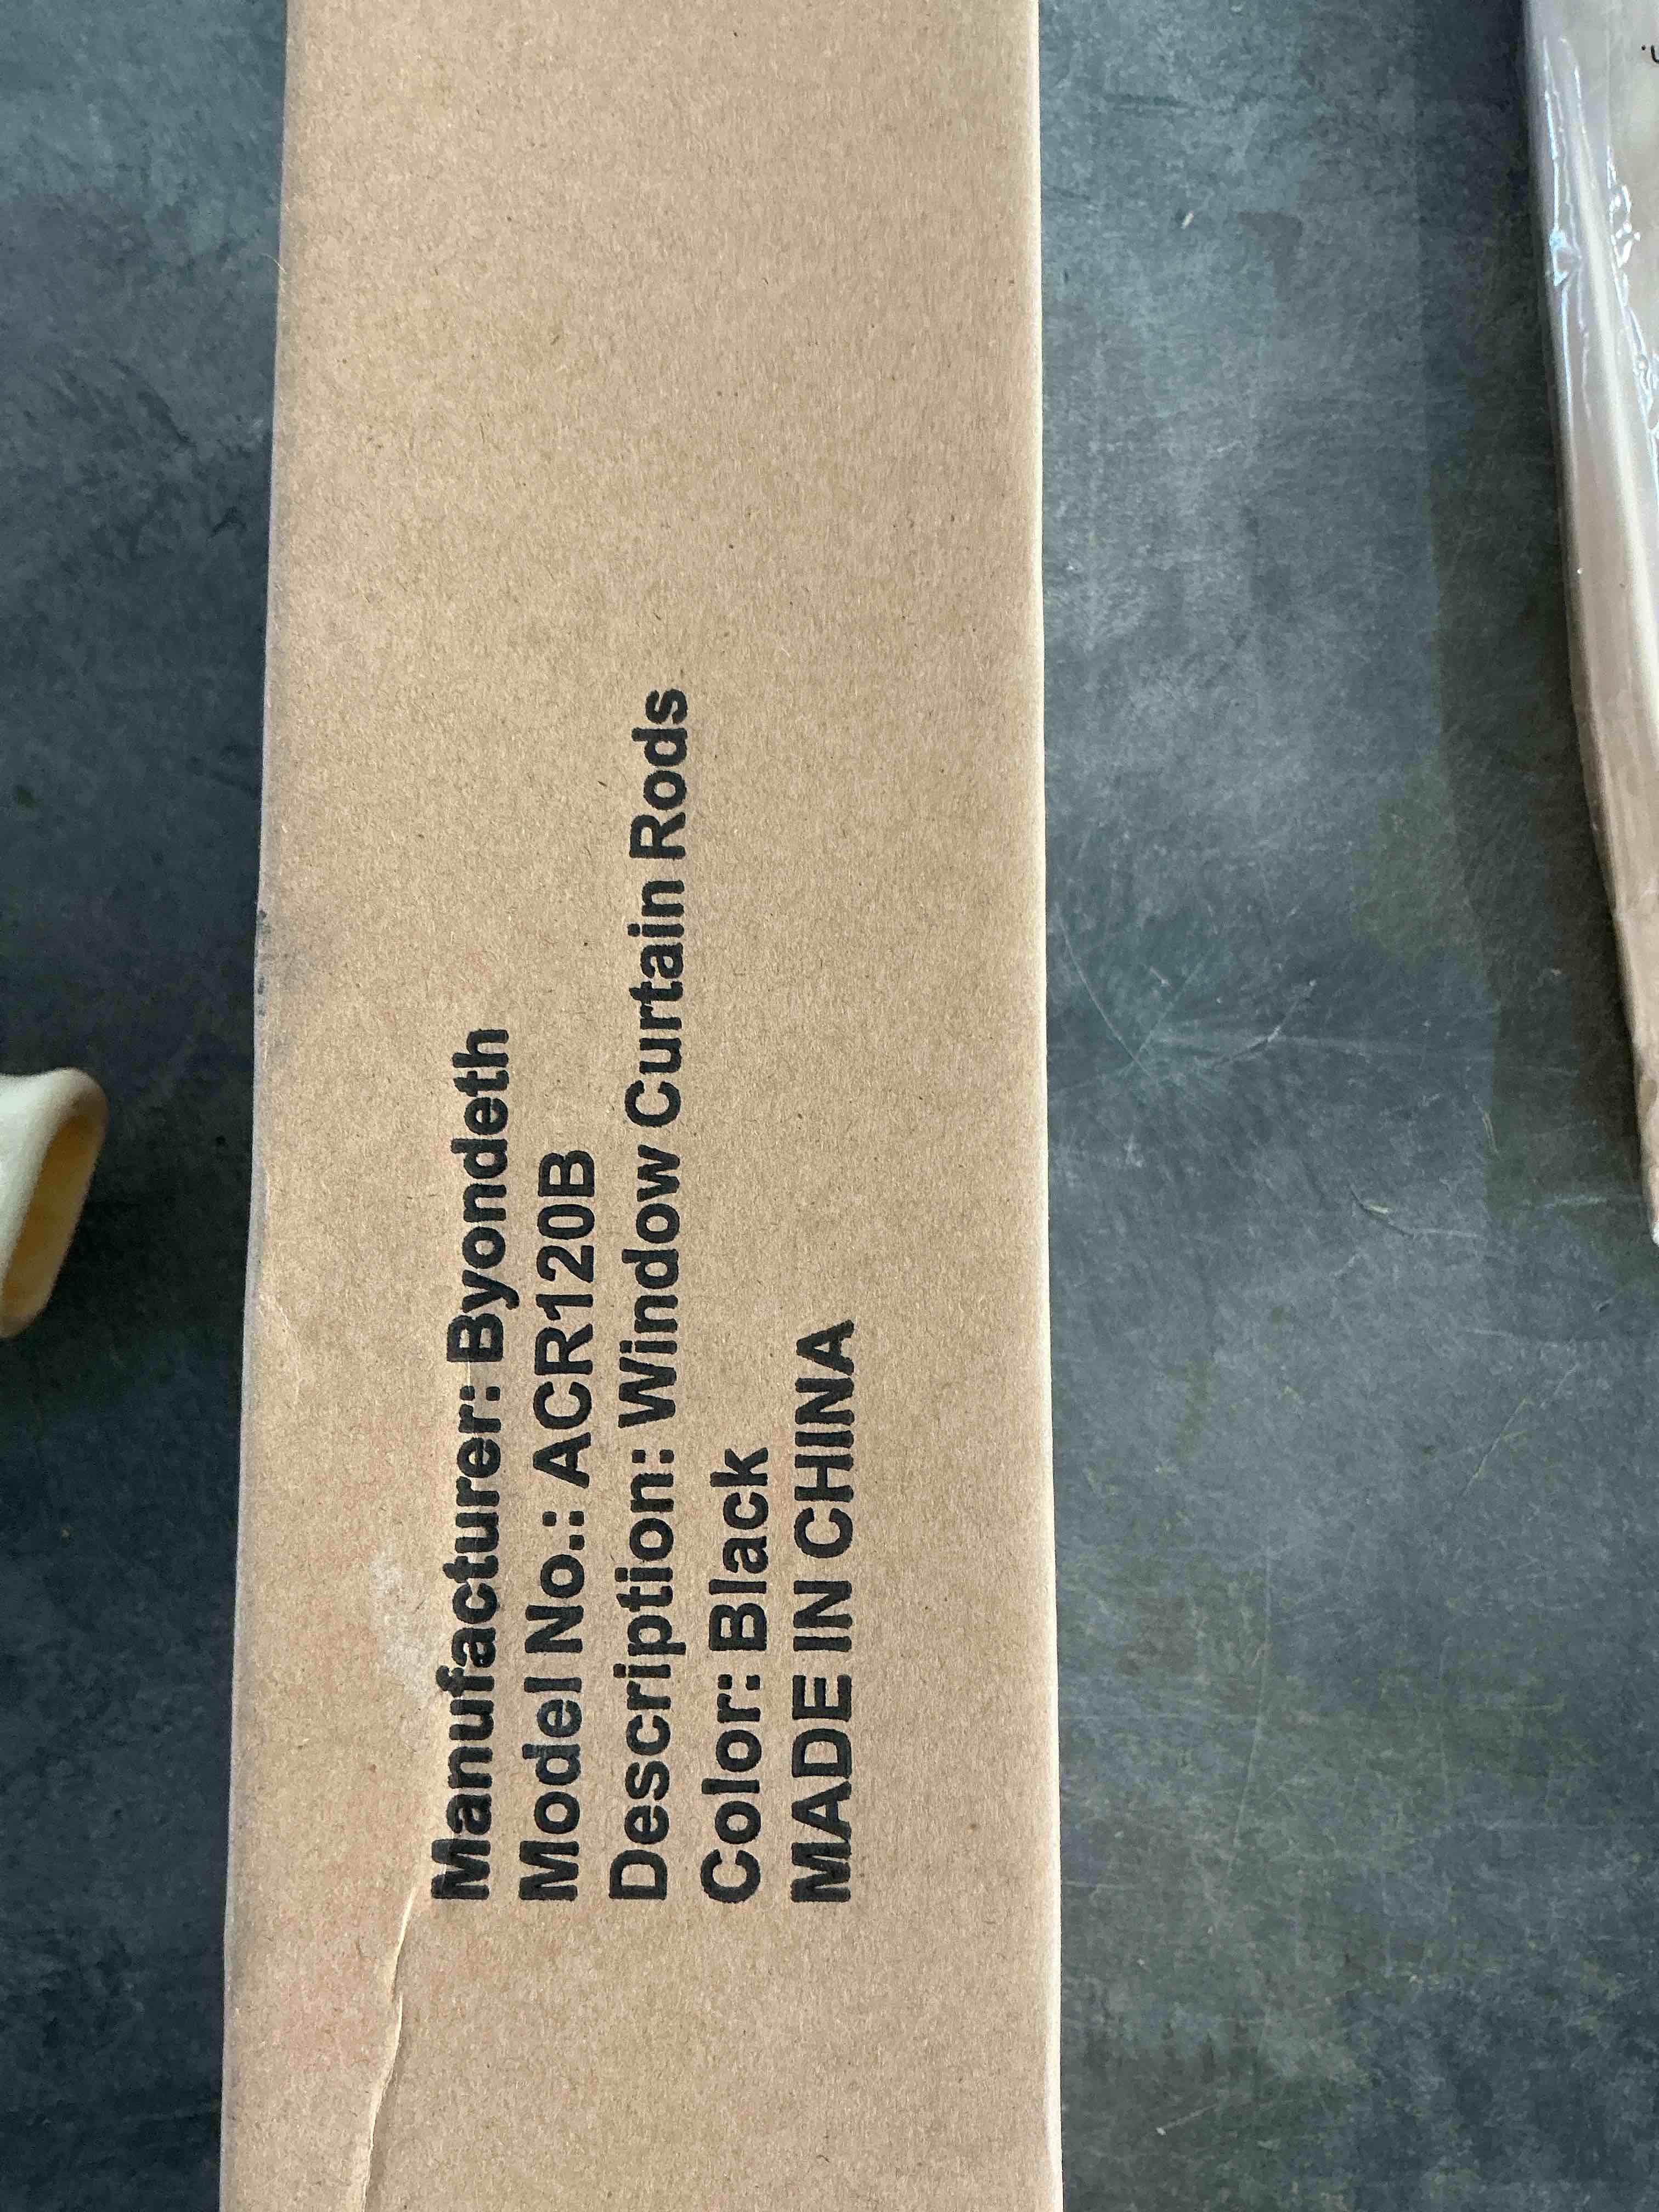 Manufacturer: Byondeth
Model No.: ACR120B
Description: Window Curtain Rods
Color: Black
MADE IN CHINA